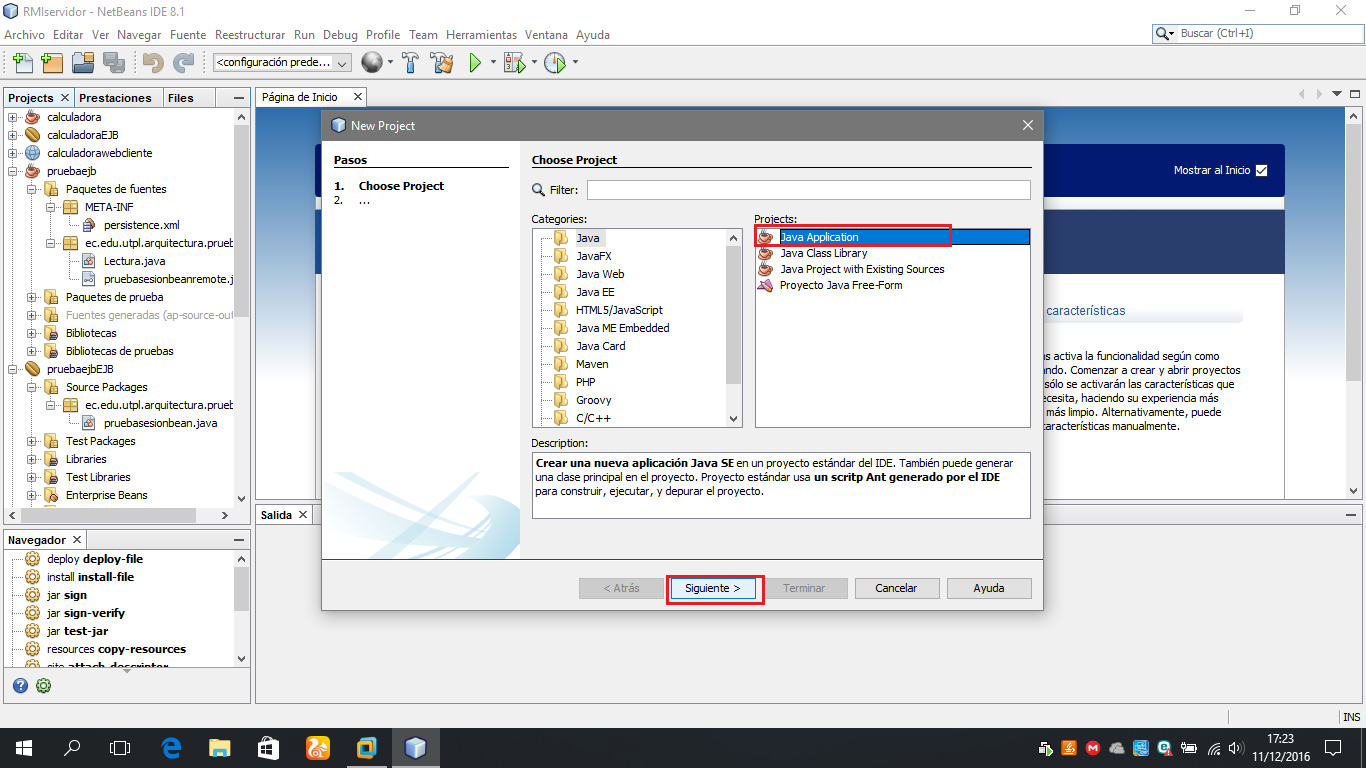 RMIservidor - NetBeans IDE 8.1
Archivo Editar Ver Navegar Fuente Reestructurar Run Debug Profile Team Herramientas Ventana Ayuda
Buscar (Ctrl+I)
<configuración prede...
Projects Prestaciones Files
calculadora
calculadoraEJB
calculadorawebcliente
pruebaejb
Paquetes de fuentes
META-INF
persistence.xml
ec.edu.utpl.arquitectura.prueb
Lectura.java
pruebasesionbeanremote.j
Paquetes de prueba
Fuentes generadas (ap-source-out
Bibliotecas
Bibliotecas de pruebas
pruebaejbEJB
Source Packages
ec.edu.utpl.arquitectura.prueb
pruebasesionbean.java
Test Packages
Libraries
Test Libraries
Enterprise Beans
Navegador
deploy deploy-file
install install-file
jar sign
jar sign-verify
jar test-jar
resources copy-resources
site attach-descriptor
Página de Inicio
Mostrar al Inicio
características
as activa la funcionalidad según como
ando. Comenzar a crear y abrir proyectos
sólo se activarán las características que
ecesita, haciendo su experiencia más
más limpio. Alternativamente, puede
características manualmente.
Salida
New Project
Pasos
1. Choose Project
2. ...
Choose Project
Filter:
Categories:
Java
JavaFX
Java Web
Java EE
HTML5/JavaScript
Java ME Embedded
Java Card
Maven
PHP
Groovy
C/C++
Projects:
Java Application
Java Class Library
Java Project with Existing Sources
Proyecto Java Free-Form
Description:
Crear una nueva aplicación Java SE en un proyecto estándar del IDE. También puede generar
una clase principal en el proyecto. Proyecto estándar usa un scritp Ant generado por el IDE
para construir, ejecutar, y depurar el proyecto.
< Atrás Siguiente > Terminar Cancelar Ayuda
INS
17:23
11/12/2016